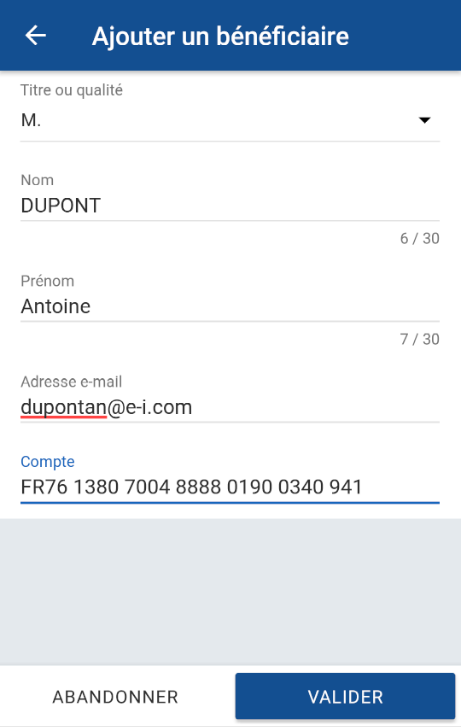 Ajouter un bénéficiaire
Titre ou qualité
M.
Nom
DUPONT
6 / 30
Prénom
Antoine
7 / 30
Adresse e-mail
dupontan@e-i.com
Compte
FR76 1380 7004 8888 0190 0340 941
ABANDONNER
VALIDER